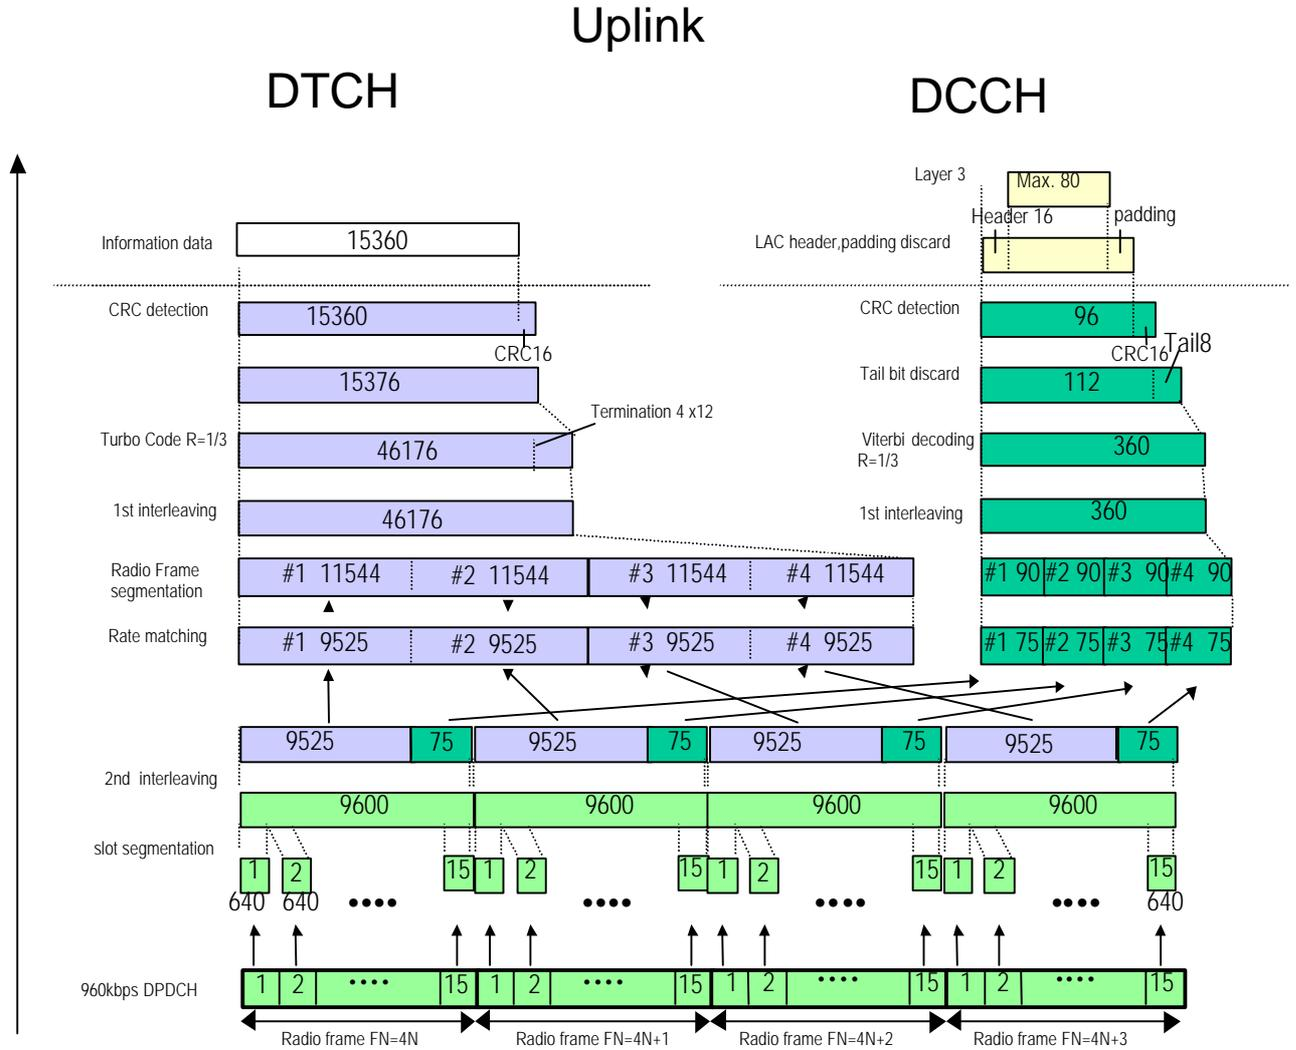 Uplink
DTCH
DCCH
Layer 3
Max. 80
Header 16
padding
Information data
15360
LAC header,padding discard
CRC detection
15360
CRC16
CRC detection
96
CRC16
Tail8
15376
Tail bit discard
112
Termination 4 x12
Turbo Code R=1/3
46176
Viterbi decoding
R=1/3
360
1st interleaving
46176
1st interleaving
360
Radio Frame
segmentation
#1 11544 #2 11544 #3 11544 #4 11544
#1 90 #2 90 #3 90 #4 90
Rate matching
#1 9525 #2 9525 #3 9525 #4 9525
#1 75 #2 75 #3 75 #4 75
9525 75 9525 75 9525 75 9525 75
2nd interleaving
9600 9600 9600 9600
slot segmentation
1 2 15 1 2 15 1 2 15 1 2 15
640 640 •••• •••• •••• •••• 640
960kbps DPDCH
1 2 •••• 15 1 2 •••• 15 1 2 •••• 15 1 2 •••• 15
Radio frame FN=4N
Radio frame FN=4N+1
Radio frame FN=4N+2
Radio frame FN=4N+3